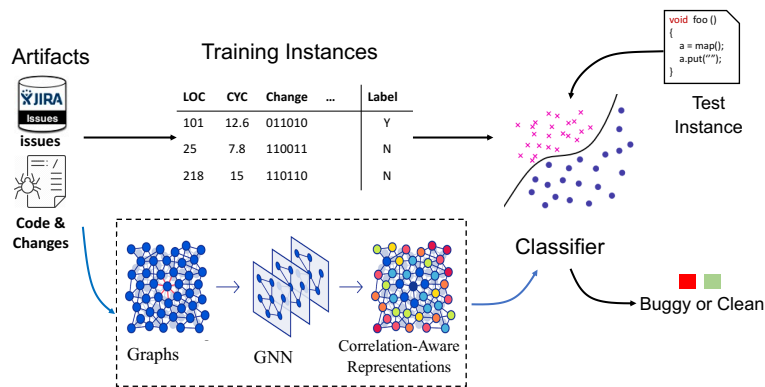 Artifacts
JIRA
Issues
issues
Code &
Changes
Training Instances
LOC CYC Change ... Label
101 12.6 011010 Y
25 7.8 110011 N
218 15 110110 N
void foo ()
{
a = map();
a.put("");
}
Test
Instance
Classifier
Buggy or Clean
Graphs
GNN
Correlation-Aware
Representations